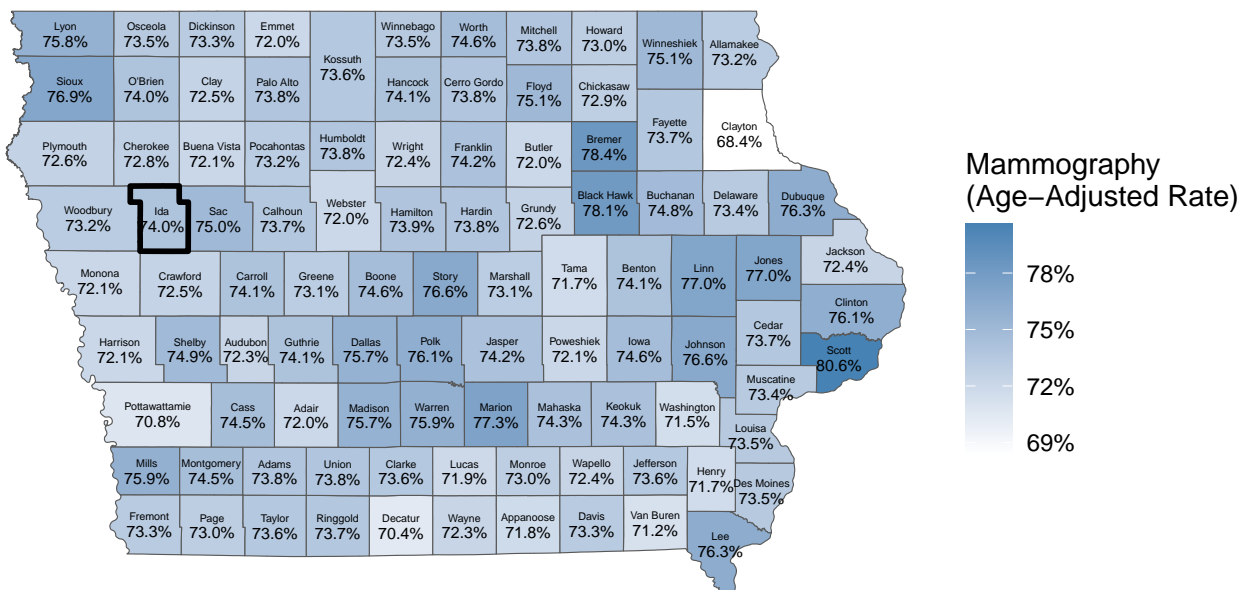 Lyon
75.8%
Osceola
73.5%
Dickinson
73.3%
Emmet
72.0%
Kossuth
73.6%
Winnebago
73.5%
Worth
74.6%
Mitchell
73.8%
Howard
73.0%
Winneshiek
75.1%
Allamakee
73.2%
Sioux
76.9%
O'Brien
74.0%
Clay
72.5%
Palo Alto
73.8%
Hancock
74.1%
Cerro Gordo
73.8%
Floyd
75.1%
Chickasaw
72.9%
Plymouth
72.6%
Cherokee
72.8%
Buena Vista
72.1%
Pocahontas
73.2%
Humboldt
73.8%
Wright
72.4%
Franklin
74.2%
Butler
72.0%
Bremer
78.4%
Fayette
73.7%
Clayton
68.4%
Woodbury
73.2%
Ida
74.0%
Sac
75.0%
Calhoun
73.7%
Webster
72.0%
Hamilton
73.9%
Hardin
73.8%
Grundy
72.6%
Black Hawk
78.1%
Buchanan
74.8%
Delaware
73.4%
Dubuque
76.3%
Monona
72.1%
Crawford
72.5%
Carroll
74.1%
Greene
73.1%
Boone
74.6%
Story
76.6%
Marshall
73.1%
Tama
71.7%
Benton
74.1%
Linn
77.0%
Jones
77.0%
Jackson
72.4%
Clinton
76.1%
Harrison
72.1%
Shelby
74.9%
Audubon
72.3%
Guthrie
74.1%
Dallas
75.7%
Polk
76.1%
Jasper
74.2%
Poweshiek
72.1%
Iowa
74.6%
Johnson
76.6%
Cedar
73.7%
Scott
80.6%
Muscatine
73.4%
Pottawattamie
70.8%
Cass
74.5%
Adair
72.0%
Madison
75.7%
Warren
75.9%
Marion
77.3%
Mahaska
74.3%
Keokuk
74.3%
Washington
71.5%
Louisa
73.5%
Mills
75.9%
Montgomery
74.5%
Adams
73.8%
Union
73.8%
Clarke
73.6%
Lucas
71.9%
Monroe
73.0%
Wapello
72.4%
Jefferson
73.6%
Henry
71.7%
Des Moines
73.5%
Fremont
73.3%
Page
73.0%
Taylor
73.6%
Ringgold
73.7%
Decatur
70.4%
Wayne
72.3%
Appanoose
71.8%
Davis
73.3%
Van Buren
71.2%
Lee
76.3%
Mammography
(Age−Adjusted Rate)
78%
75%
72%
69%